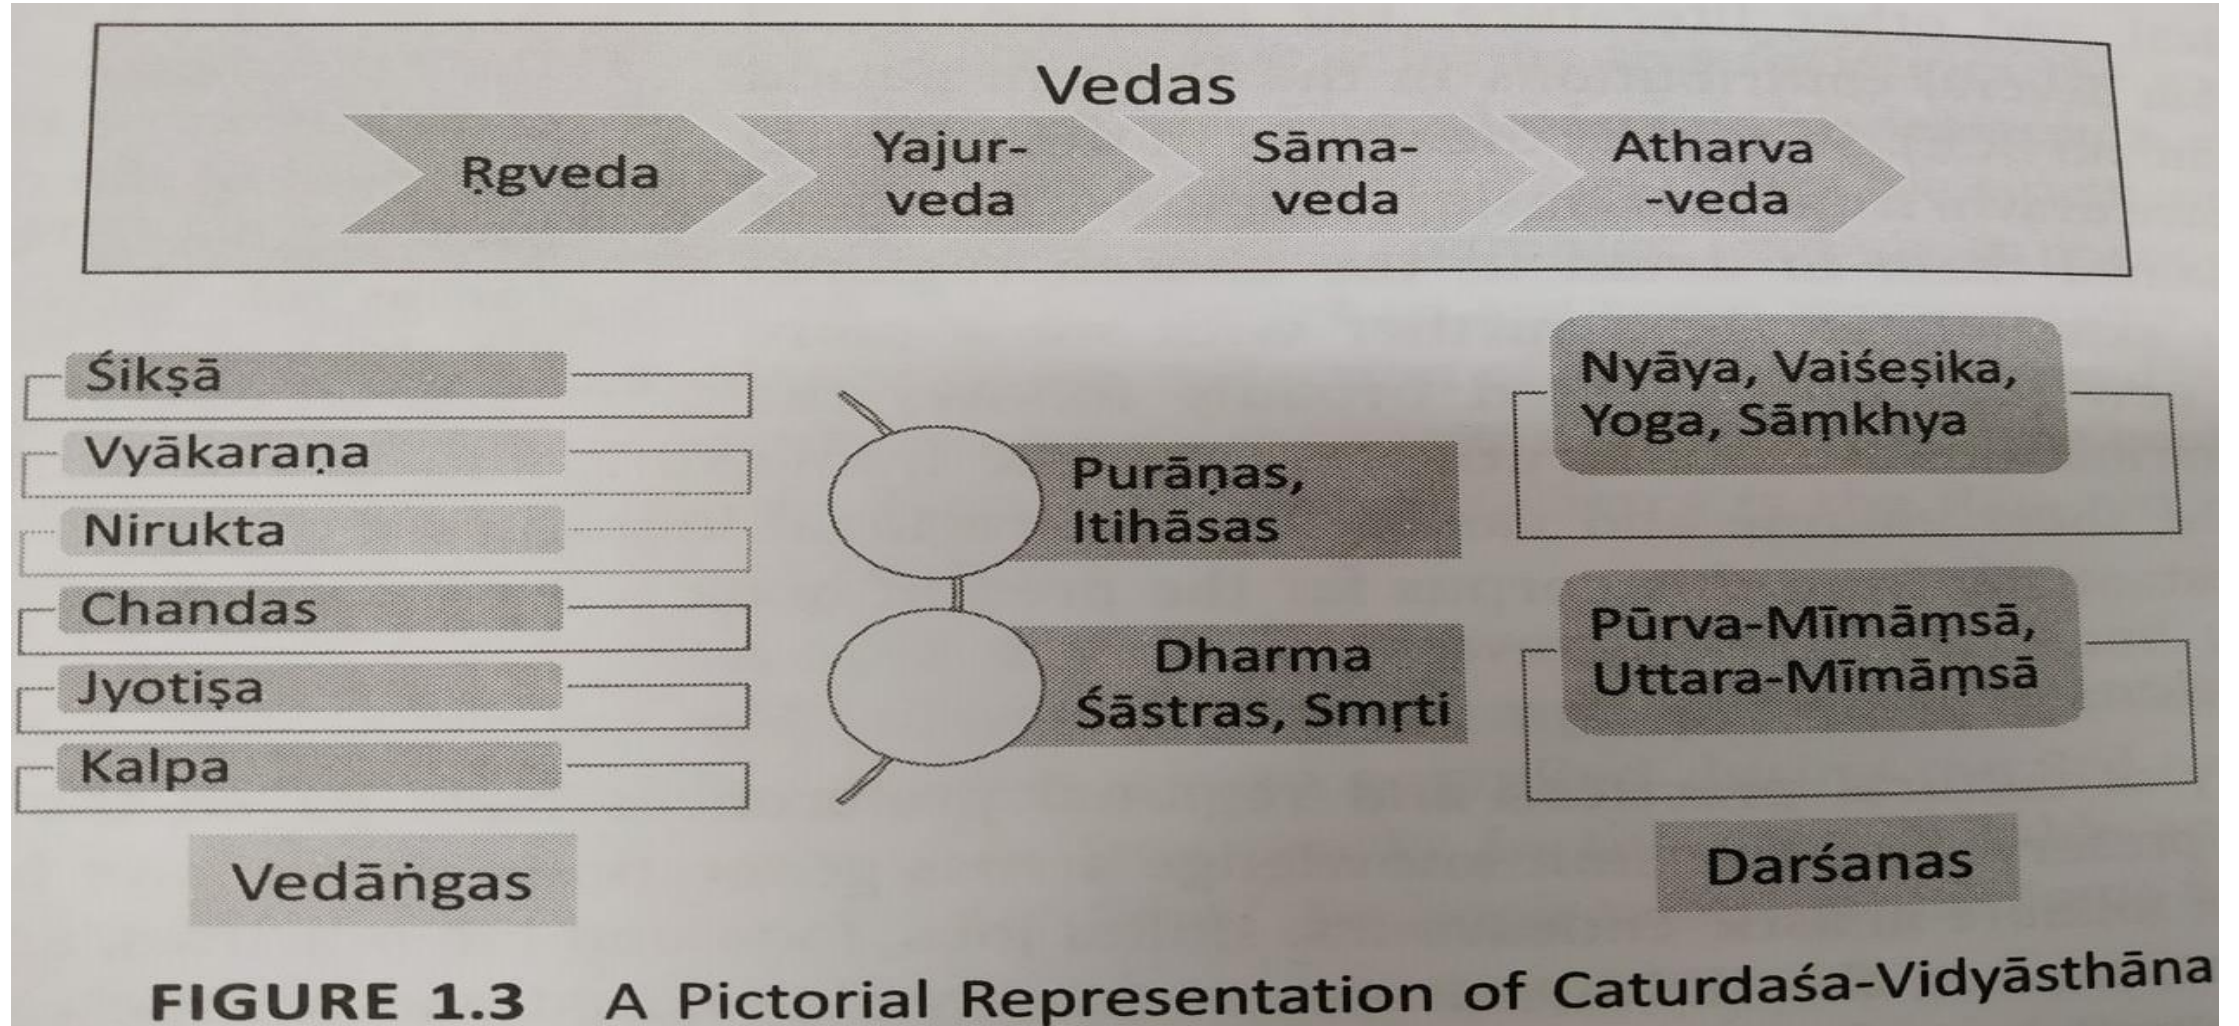 Vedas
Ṛgveda
Yajur-
veda
Sāma-
veda
Atharva
-veda
Śikṣā
Vyākaraṇa
Nirukta
Chandas
Jyotiṣa
Kalpa
Vedāṅgas
Purāṇas,
Itihāsas
Dharma
Śāstras, Smṛti
Nyāya, Vaiśeṣika,
Yoga, Sāṃkhya
Pūrva-Mīmāṃsā,
Uttara-Mīmāṃsā
Darśanas
FIGURE 1.3 A Pictorial Representation of Caturdaśa-Vidyāsthāna